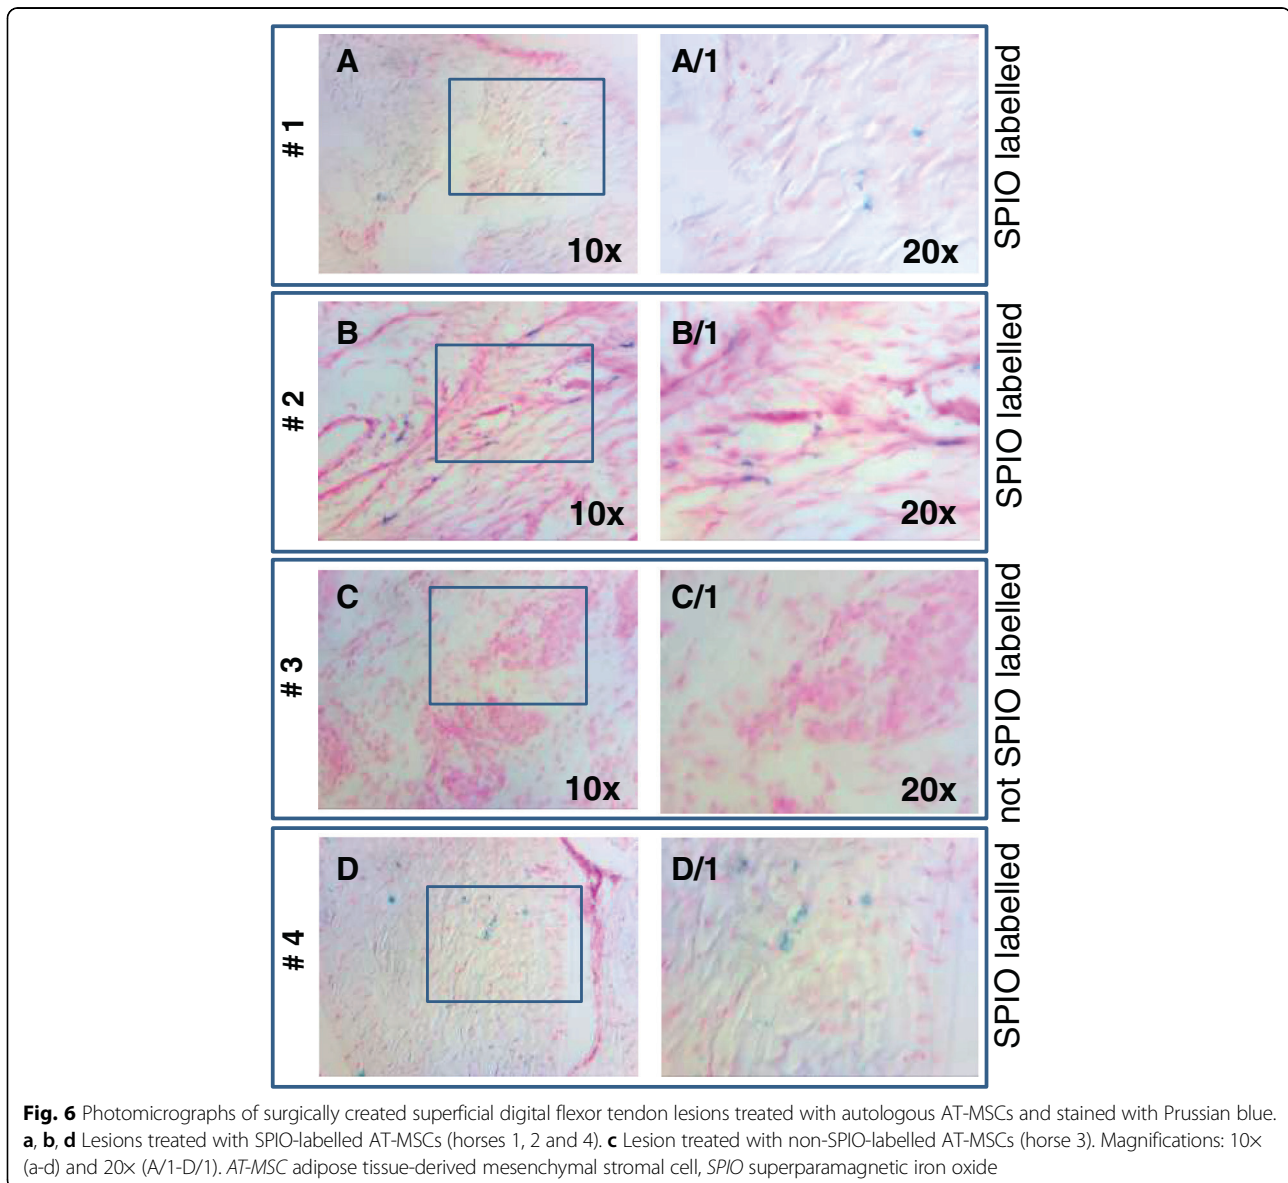 # 1
A
10x
A/1
20x
SPIO labelled
# 2
B
10x
B/1
20x
SPIO labelled
# 3
C
10x
C/1
20x
not SPIO labelled
# 4
D
D/1
SPIO labelled
Fig. 6 Photomicrographs of surgically created superficial digital flexor tendon lesions treated with autologous AT-MSCs and stained with Prussian blue.
a, b, d Lesions treated with SPIO-labelled AT-MSCs (horses 1, 2 and 4). c Lesion treated with non-SPIO-labelled AT-MSCs (horse 3). Magnifications: 10×
(a-d) and 20× (A/1-D/1). AT-MSC adipose tissue-derived mesenchymal stromal cell, SPIO superparamagnetic iron oxide